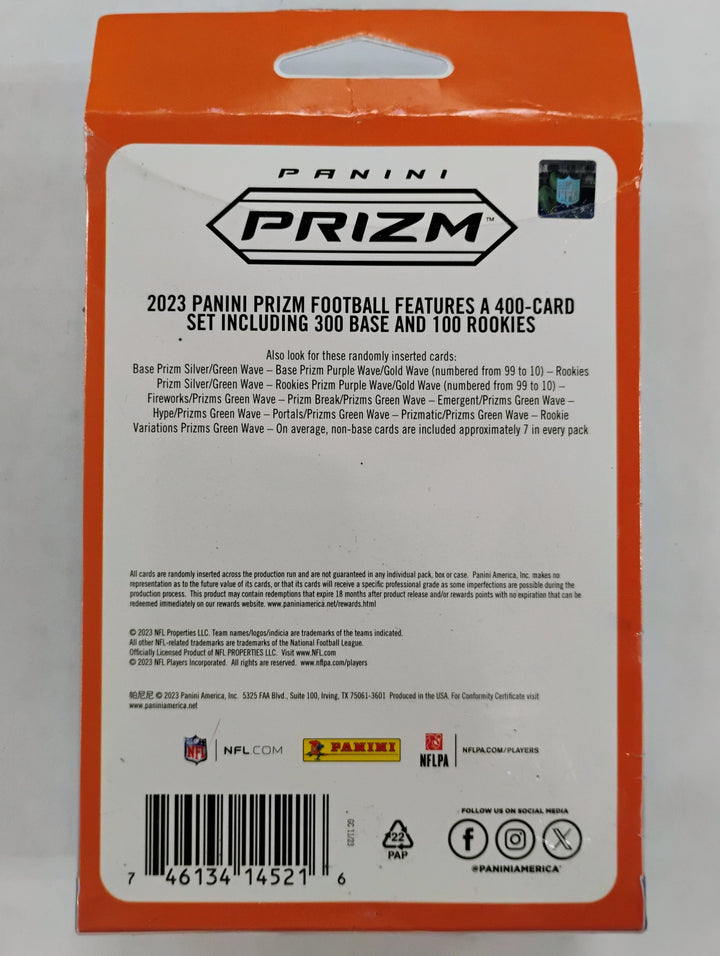 PANINI
PRIZM™
2023 PANINI PRIZM FOOTBALL FEATURES A 400-CARD
SET INCLUDING 300 BASE AND 100 ROOKIES
Also look for these randomly inserted cards:
Base Prizm Silver/Green Wave – Base Prizm Purple Wave/Gold Wave (numbered from 99 to 10) – Rookies
Prizm Silver/Green Wave – Rookies Prizm Purple Wave/Gold Wave (numbered from 99 to 10) –
Fireworks/Prizms Green Wave – Prizm Break/Prizms Green Wave – Emergent/Prizms Green Wave –
Hype/Prizms Green Wave – Portals/Prizms Green Wave – Prizmatic/Prizms Green Wave – Rookie
Variations Prizms Green Wave – On average, non-base cards are included approximately 7 in every pack
All cards are randomly inserted across the production run and are not guaranteed in any individual pack, box or case. Panini America, Inc. makes no
representation as to the future value of its cards, or that its cards will receive a specific professional grade as some imperfections are possible during the
production process. This product may contain redemptions that expire 18 months after product release and/or rewards points with no expiration that can be
redeemed immediately on our rewards website. www.paniniamerica.net/rewards.html
© 2023 NFL Properties LLC. Team names/logos/indicia are trademarks of the teams indicated.
All other NFL-related trademarks are trademarks of the National Football League.
Officially Licensed Product of NFL PROPERTIES LLC. Visit www.NFL.com
© 2023 NFL Players Incorporated. All rights are reserved. www.nflpa.com/players
帕尼尼 © 2023 Panini America, Inc. 5325 FAA Blvd., Suite 100, Irving, TX 75061-3601 Produced in the USA. For Conformity Certificate visit
www.paniniamerica.net
NFL NFL.COM PANINI NFLPA NFLPA.COM/PLAYERS
FOLLOW US ON SOCIAL MEDIA
GC 11/23
22
PAP
@PANINIAMERICA
7 46134 14521 6